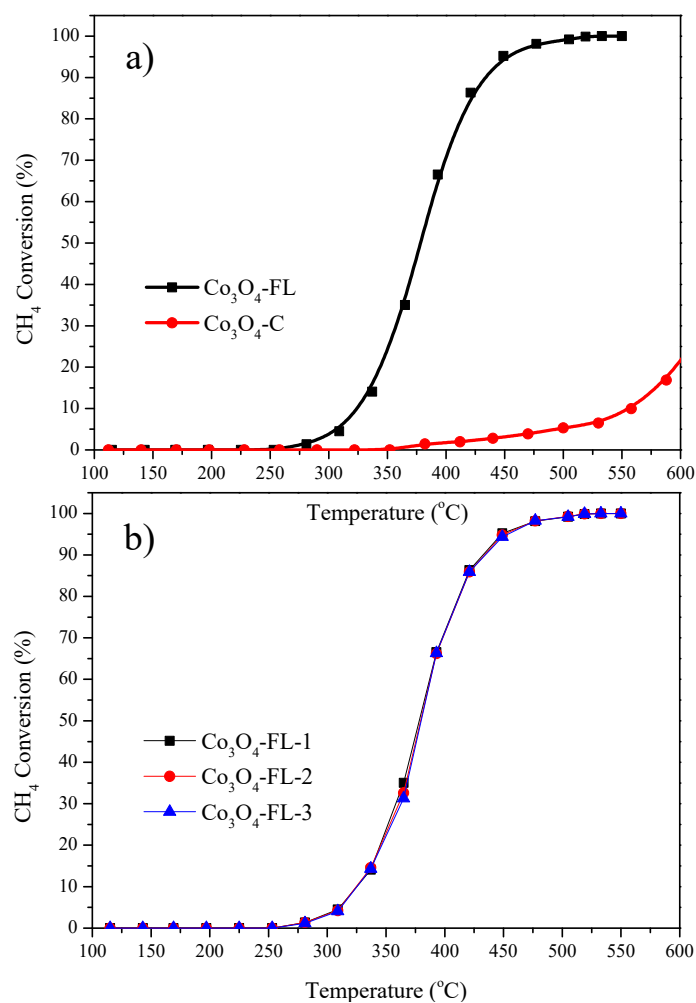 a)
100
90
80
70
60
50
40
30
20
10
0
CH₄ Conversion (%)
Co₃O₄-FL
Co₃O₄-C
100 150 200 250 300 350 400 450 500 550 600
Temperature (°C)
b)
100
90
80
70
60
50
40
30
20
10
0
CH₄ Conversion (%)
Co₃O₄-FL-1
Co₃O₄-FL-2
Co₃O₄-FL-3
100 150 200 250 300 350 400 450 500 550 600
Temperature (°C)